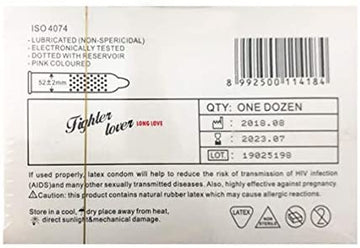 ISO 4074
- LUBRICATED (NON-SPERICIDAL)
- ELECTRONICALLY TESTED
- DOTTED WITH RESERVOIR
- PINK COLOURED
52±2mm
8992500114184
Tighter lover LONG LOVE
QTY: ONE DOZEN
2018.08
2023.07
LOT: 19025198
If used properly, latex condom will help to reduce the risk of transmission of HIV infection
(AIDS)and many other sexually transmitted diseases. Also, highly effective against pregnancy.
Caution: this product contains natural rubber latex which may cause allergic reactions.
Store in a cool, dry place away from heat,
direct sunlight&mechanical damage.
LATEX
NON STERILE